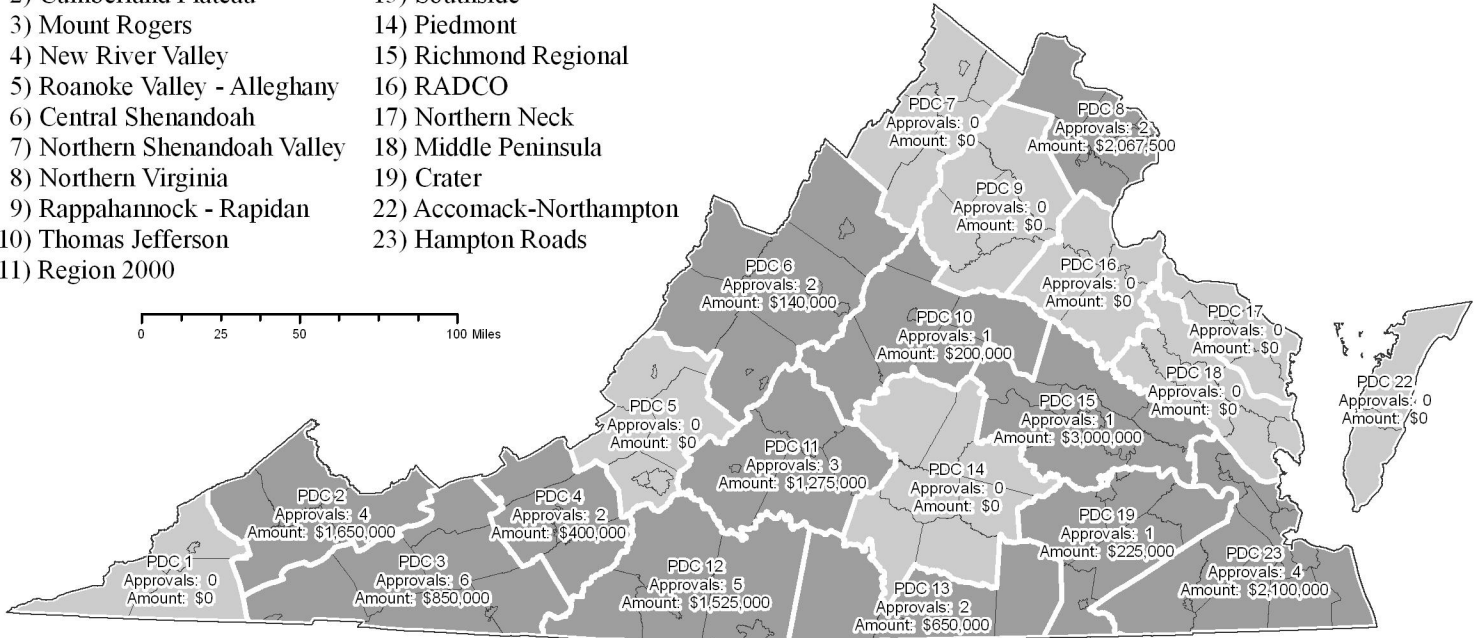 2) Cumberland Plateau
3) Mount Rogers
4) New River Valley
5) Roanoke Valley - Alleghany
6) Central Shenandoah
7) Northern Shenandoah Valley
8) Northern Virginia
9) Rappahannock - Rapidan
10) Thomas Jefferson
11) Region 2000
13) Southside
14) Piedmont
15) Richmond Regional
16) RADCO
17) Northern Neck
18) Middle Peninsula
19) Crater
22) Accomack-Northampton
23) Hampton Roads
0 25 50 100 Miles
PDC 7
Approvals: 0
Amount: $0
PDC 8
Approvals: 2
Amount: $2,067,500
PDC 9
Approvals: 0
Amount: $0
PDC 6
Approvals: 2
Amount: $140,000
PDC 16
Approvals: 0
Amount: $0
PDC 10
Approvals: 1
Amount: $200,000
PDC 17
Approvals: 0
Amount: $0
PDC 18
Approvals: 0
Amount: $0
PDC 22
Approvals: 0
Amount: $0
PDC 5
Approvals: 0
Amount: $0
PDC 15
Approvals: 1
Amount: $3,000,000
PDC 11
Approvals: 3
Amount: $1,275,000
PDC 14
Approvals: 0
Amount: $0
PDC 2
Approvals: 4
Amount: $1,650,000
PDC 4
Approvals: 2
Amount: $400,000
PDC 19
Approvals: 1
Amount: $225,000
PDC 1
Approvals: 0
Amount: $0
PDC 3
Approvals: 6
Amount: $850,000
PDC 12
Approvals: 5
Amount: $1,525,000
PDC 23
Approvals: 4
Amount: $2,100,000
PDC 13
Approvals: 2
Amount: $650,000